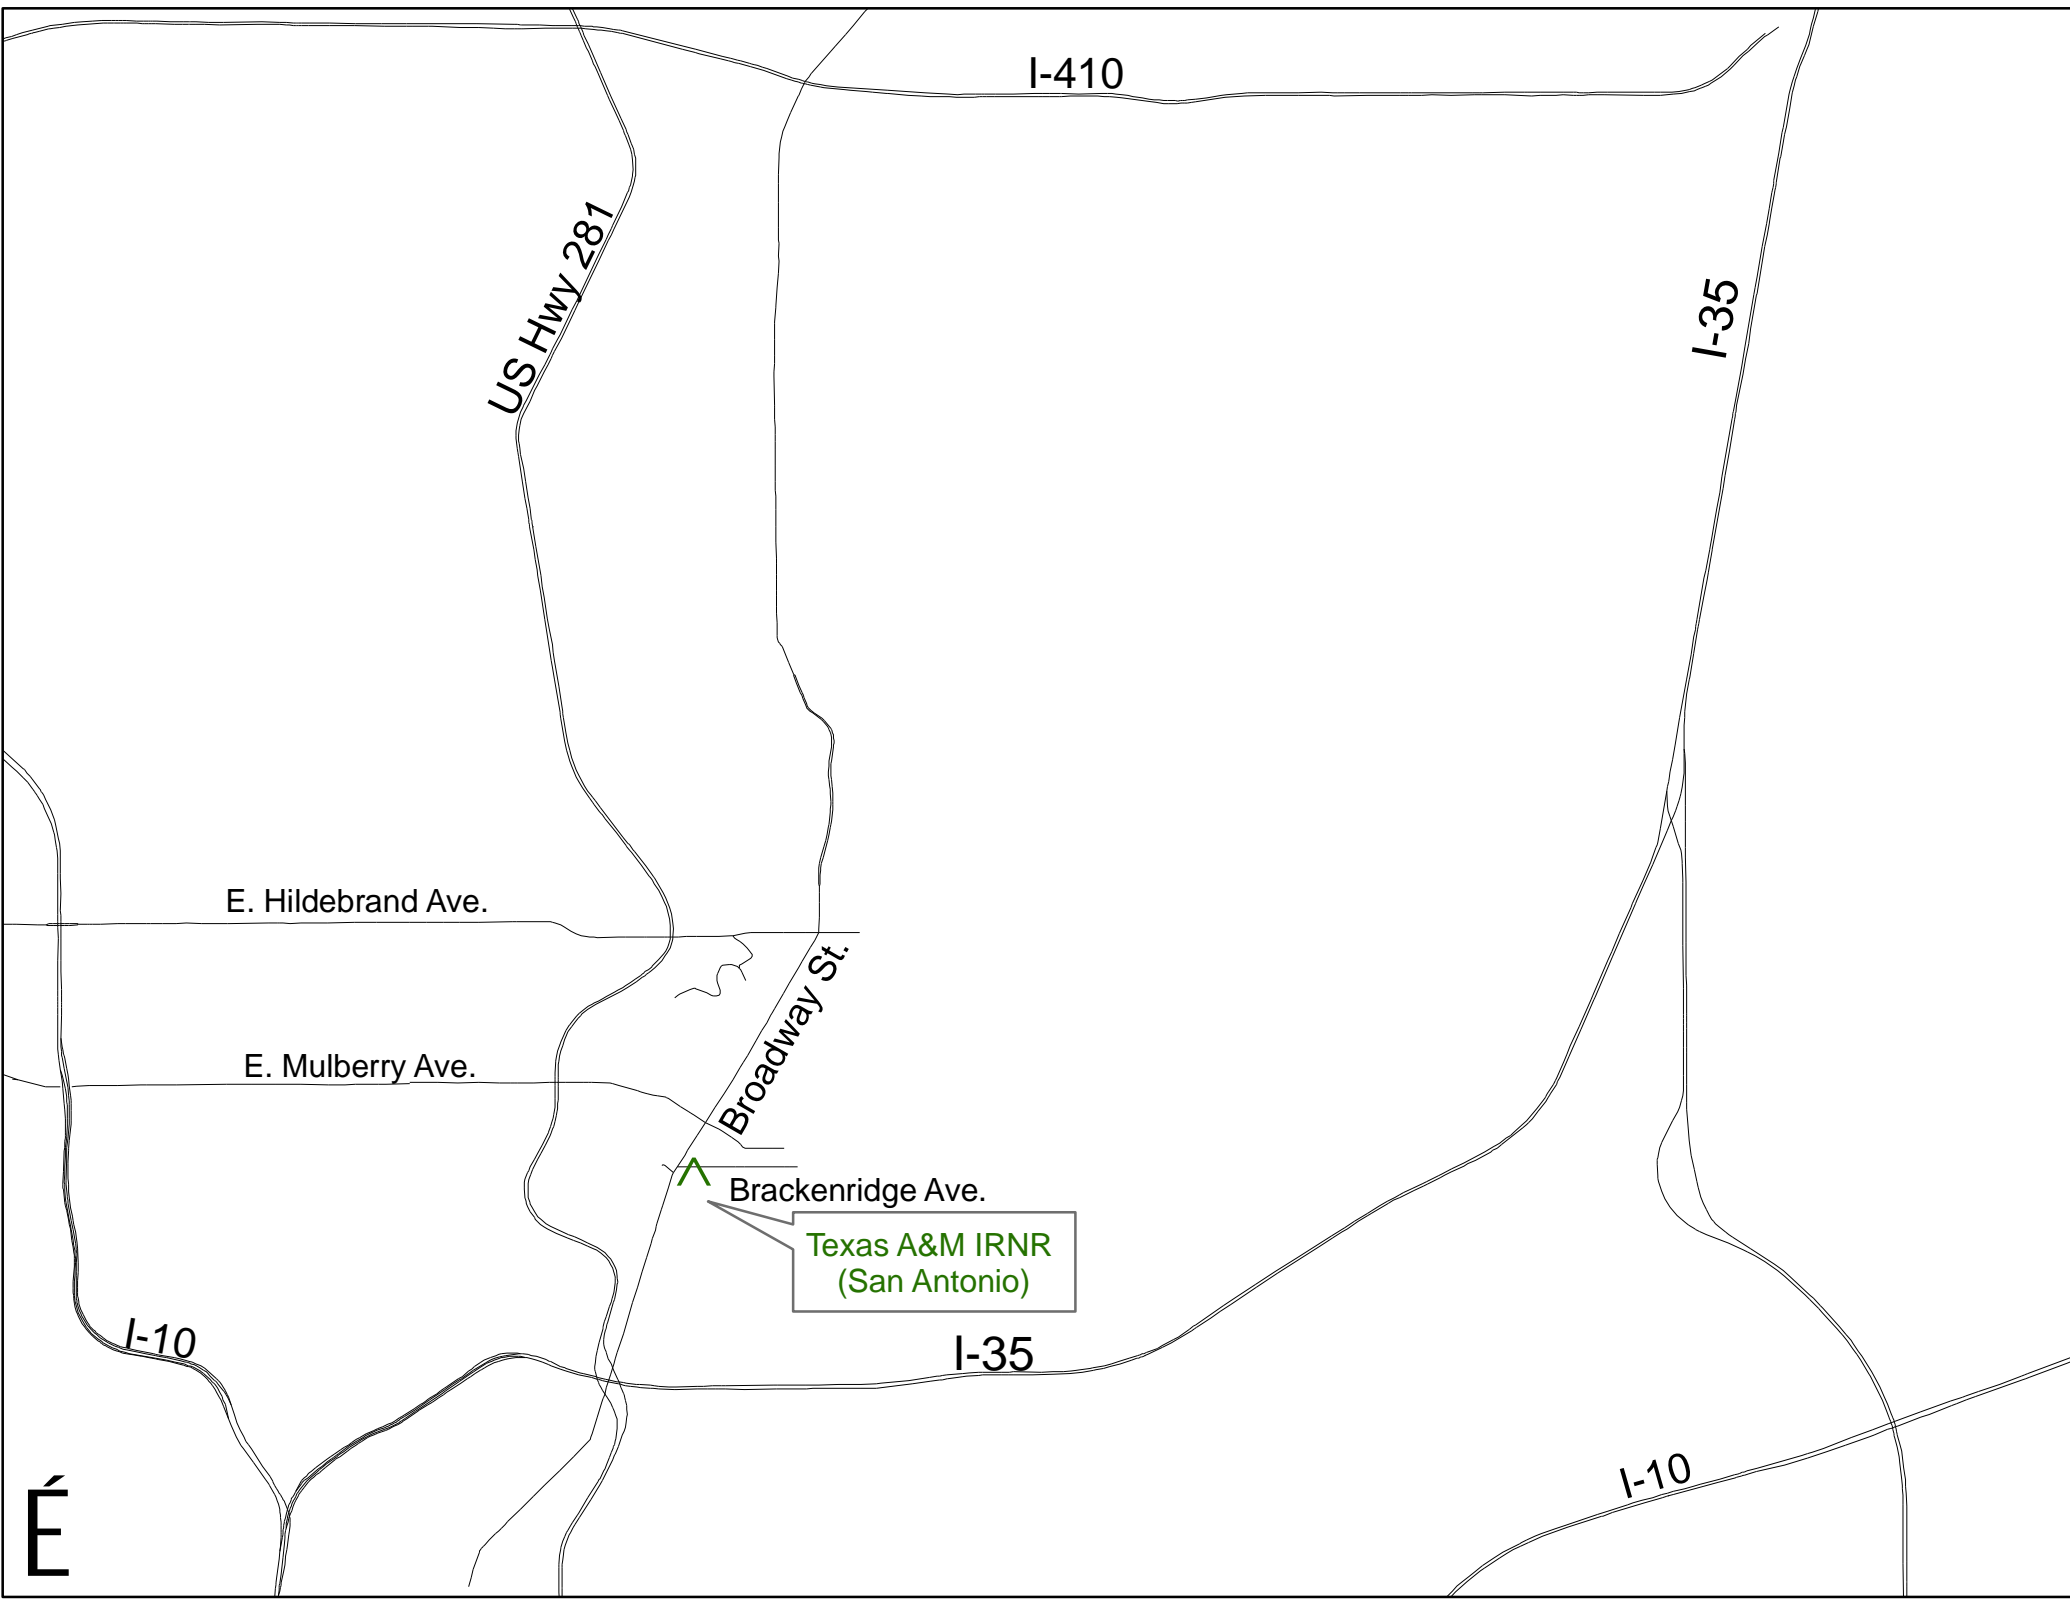 I-410
US Hwy 281
I-35
E. Hildebrand Ave.
Broadway St.
E. Mulberry Ave.
Brackenridge Ave.
Texas A&M IRNR
(San Antonio)
I-10
I-35
I-10
É